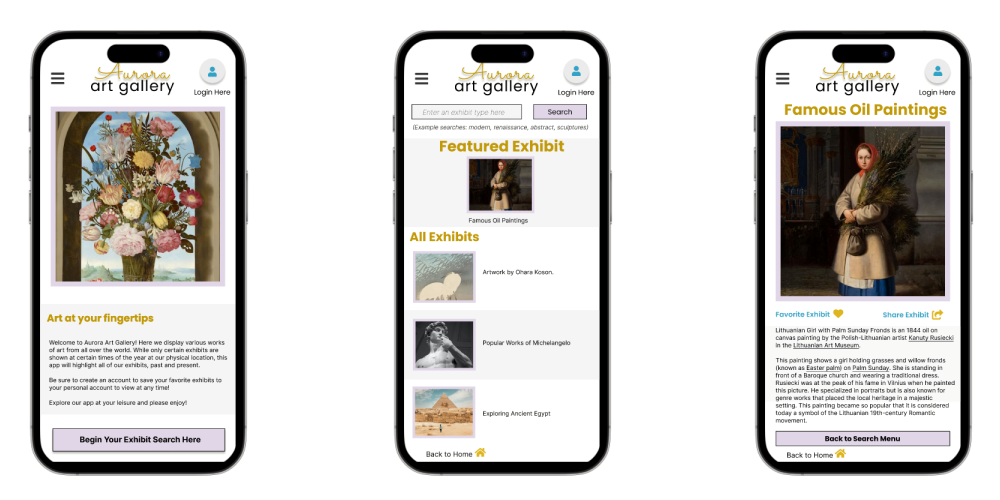 Aurora
art gallery
Login Here
Art at your fingertips
Welcome to Aurora Art Gallery! Here we display various works
of art from all over the world. While only certain exhibits are
shown at certain times of the year at our physical location, this
app will highlight all of our exhibits, past and present.
Be sure to create an account to save your favorite exhibits to
your personal account to view at any time!
Explore our app at your leisure and please enjoy!
Begin Your Exhibit Search Here
Aurora
art gallery
Login Here
Enter an exhibit type here
Search
(Example searches: modern, renaissance, abstract, sculptures)
Featured Exhibit
Famous Oil Paintings
All Exhibits
Artwork by Ohara Koson.
Popular Works of Michelangelo
Exploring Ancient Egypt
Back to Home
Aurora
art gallery
Login Here
Famous Oil Paintings
Favorite Exhibit
Share Exhibit
Lithuanian Girl with Palm Sunday Fronds is an 1844 oil on
canvas painting by the Polish-Lithuanian artist Kanuty Rusiecki
in the Lithuanian Art Museum.
This painting shows a girl holding grasses and willow fronds
(known as Easter palm) on Palm Sunday. She is standing in
front of a Baroque church and wearing a traditional dress.
Rusiecki was at the peak of his fame in Vilnius when he painted
this picture. He specialized in portraits but is also known for
genre works that placed the local heritage in a majestic
setting. This painting became so popular that it is considered
today a symbol of the Lithuanian 19th-century Romantic
movement.
Back to Search Menu
Back to Home